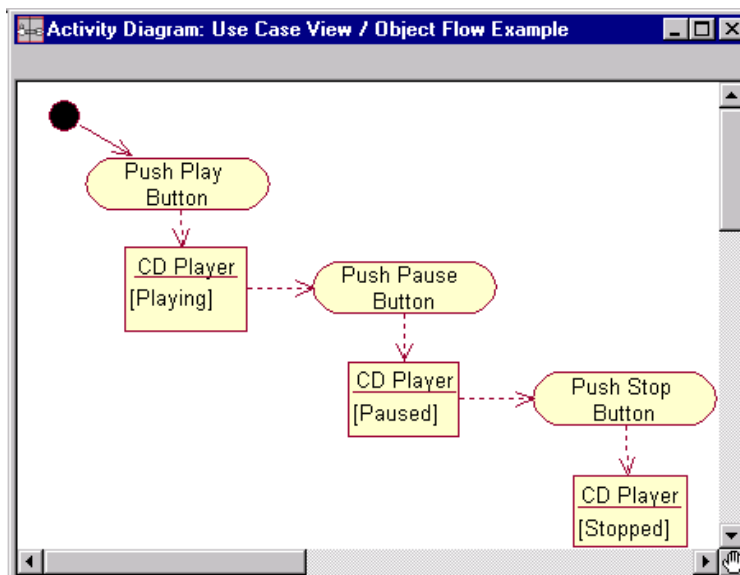 Activity Diagram: Use Case View / Object Flow Example
Push Play
Button
CD Player
[Playing]
Push Pause
Button
CD Player
[Paused]
Push Stop
Button
CD Player
[Stopped]